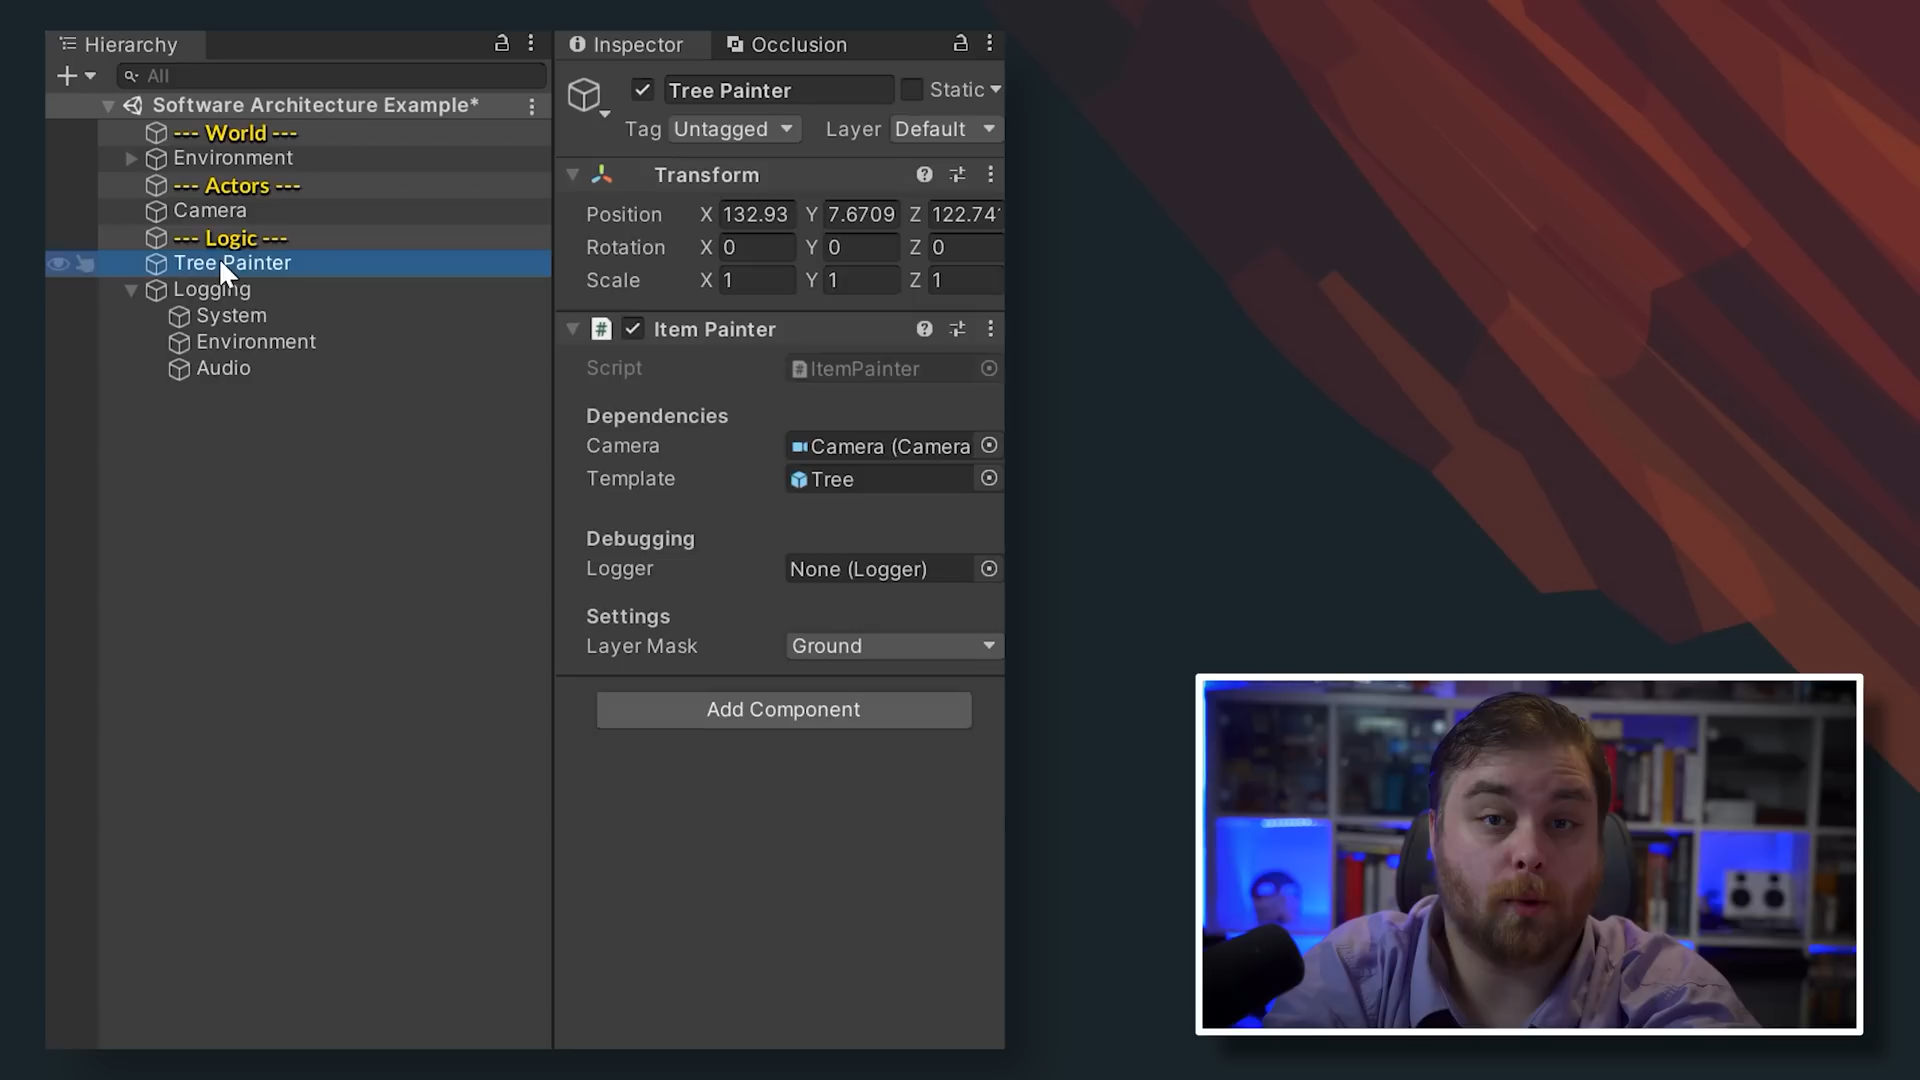 Hierarchy
All
Software Architecture Example*
--- World ---
Environment
--- Actors ---
Camera
--- Logic ---
Tree Painter
Logging
System
Environment
Audio
Inspector
Occlusion
Tree Painter
Static
Tag Untagged Layer Default
Transform
Position X 132.93 Y 7.6709 Z 122.74
Rotation X 0 Y 0 Z 0
Scale X 1 Y 1 Z 1
# Item Painter
Script # ItemPainter
Dependencies
Camera Camera (Camera
Template Tree
Debugging
Logger None (Logger)
Settings
Layer Mask Ground
Add Component